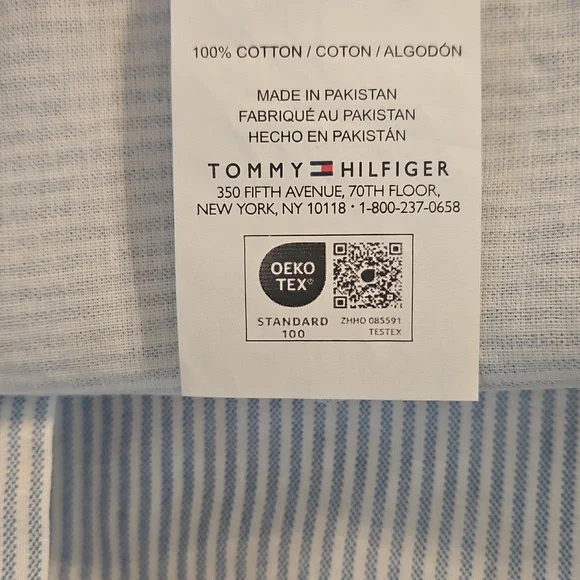 100% COTTON / COTON / ALGODÓN
MADE IN PAKISTAN
FABRIQUÉ AU PAKISTAN
HECHO EN PAKISTÁN
TOMMY HILFIGER
350 FIFTH AVENUE, 70TH FLOOR,
NEW YORK, NY 10118 • 1-800-237-0658
OEKO
TEX®
STANDARD
100
ZHHO 085591
TESTEX